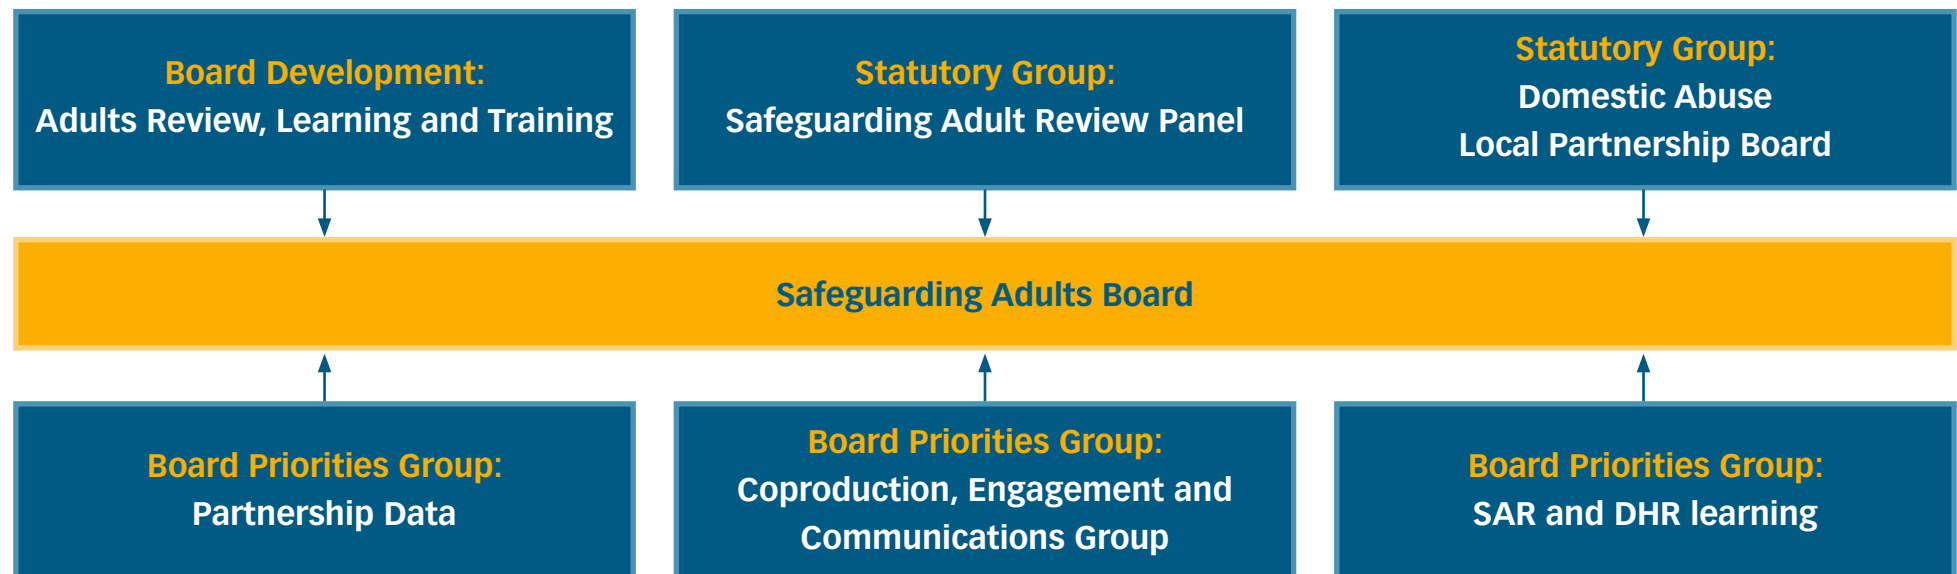 Board Development:
Adults Review, Learning and Training
Statutory Group:
Safeguarding Adult Review Panel
Statutory Group:
Domestic Abuse
Local Partnership Board
Safeguarding Adults Board
Board Priorities Group:
Partnership Data
Board Priorities Group:
Coproduction, Engagement and
Communications Group
Board Priorities Group:
SAR and DHR learning